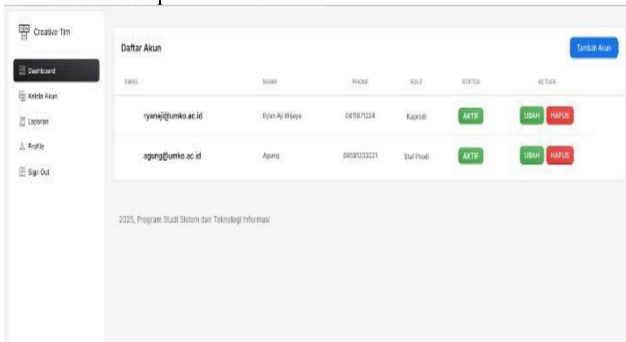 Creative Tim
Dashboard
Kelola Akun
Laporan
Profile
Sign Out
Daftar Akun
Tambah Akun
EMAIL NAMA PHONE ROLE STATUS ACTION
ryanaji@umko.ac.id Ryan Aji Wijaya Kaprodi AKTIF UBAH HAPUS
agung@umko.ac.id Agung Staf Prodi AKTIF UBAH HAPUS
2023, Program Studi Sistem dan Teknologi Informasi